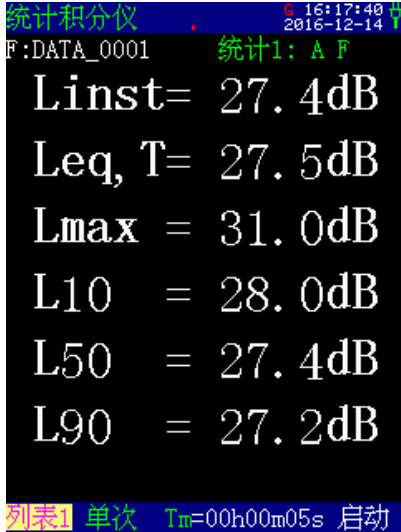 统计积分仪 . G 16:17:40
2016-12-14
F:DATA_0001 统计1: A F
Linst= 27.4dB
Leq,T= 27.5dB
Lmax = 31.0dB
L10 = 28.0dB
L50 = 27.4dB
L90 = 27.2dB
列表1 单次 Tm=00h00m05s 启动